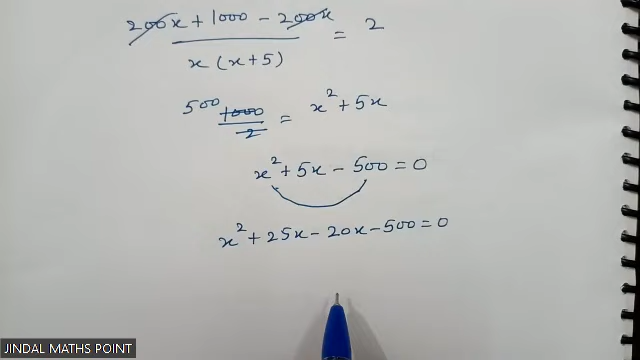 200x + 1000 - 200x
x (x+5)
= 2
500 1000
2
= x² + 5x
x² + 5x - 500 = 0
x² + 25x - 20x - 500 = 0
JINDAL MATHS POINT